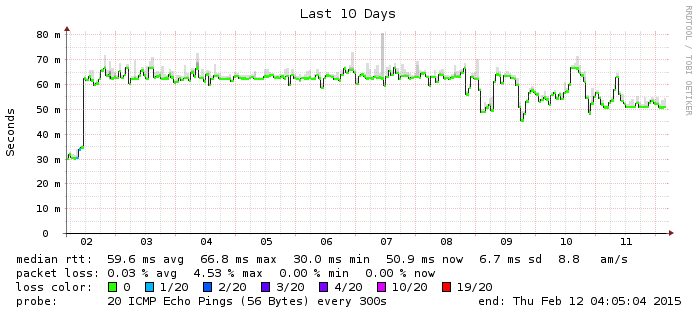 Last 10 Days
RRDTOOL / TOBI OETIKER
Seconds
80 m
70 m
60 m
50 m
40 m
30 m
20 m
10 m
0
02 03 04 05 06 07 08 09 10 11
median rtt: 59.6 ms avg 66.8 ms max 30.0 ms min 50.9 ms now 6.7 ms sd 8.8 am/s
packet loss: 0.03 % avg 4.53 % max 0.00 % min 0.00 % now
loss color: 0 1/20 2/20 3/20 4/20 10/20 19/20
probe: 20 ICMP Echo Pings (56 Bytes) every 300s end: Thu Feb 12 04:05:04 2015